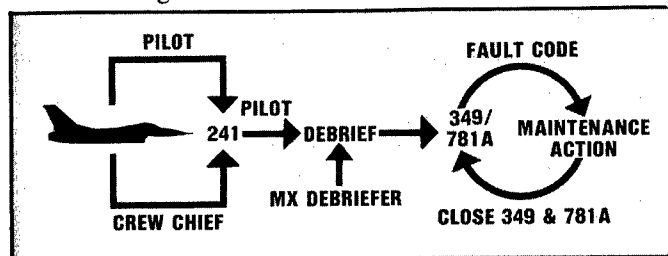 PILOT
FAULT CODE
PILOT
241
DEBRIEF
349/
781A
MAINTENANCE
ACTION
MX DEBRIEFER
CREW CHIEF
CLOSE 349 & 781A